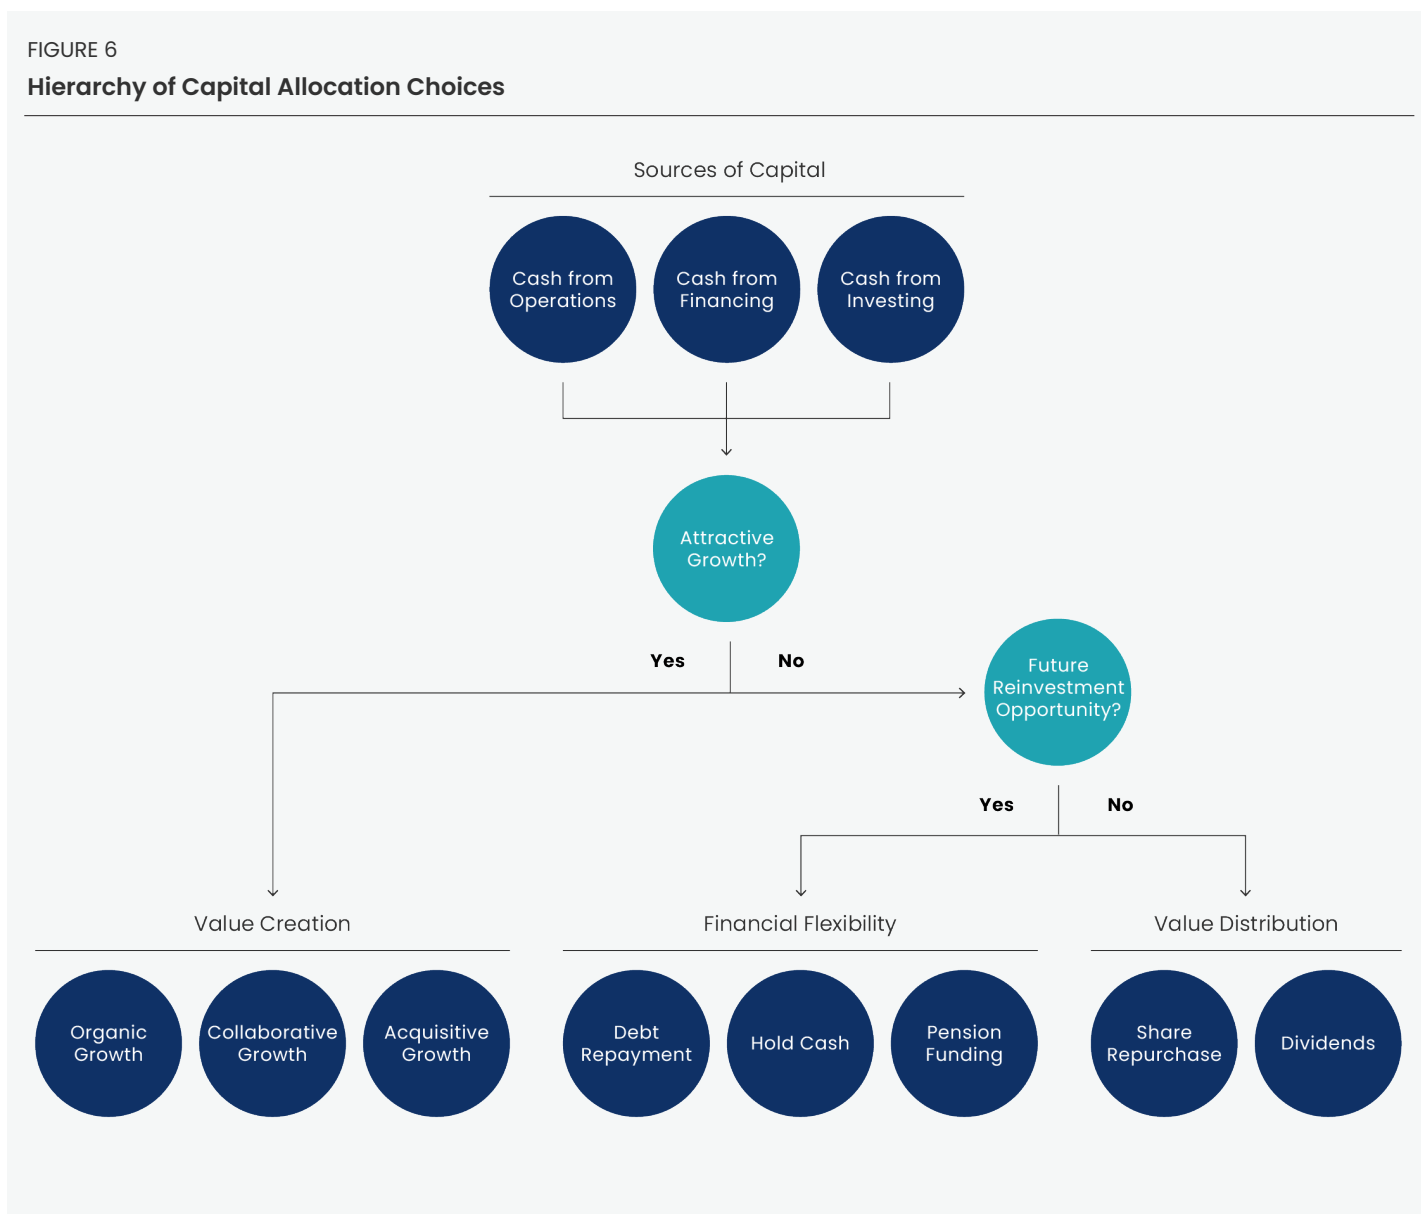 FIGURE 6
Hierarchy of Capital Allocation Choices
Sources of Capital
Cash from
Operations
Cash from
Financing
Cash from
Investing
Attractive
Growth?
Yes
No
Future
Reinvestment
Opportunity?
Yes
No
Value Creation
Organic
Growth
Collaborative
Growth
Acquisitive
Growth
Financial Flexibility
Debt
Repayment
Hold Cash
Pension
Funding
Value Distribution
Share
Repurchase
Dividends